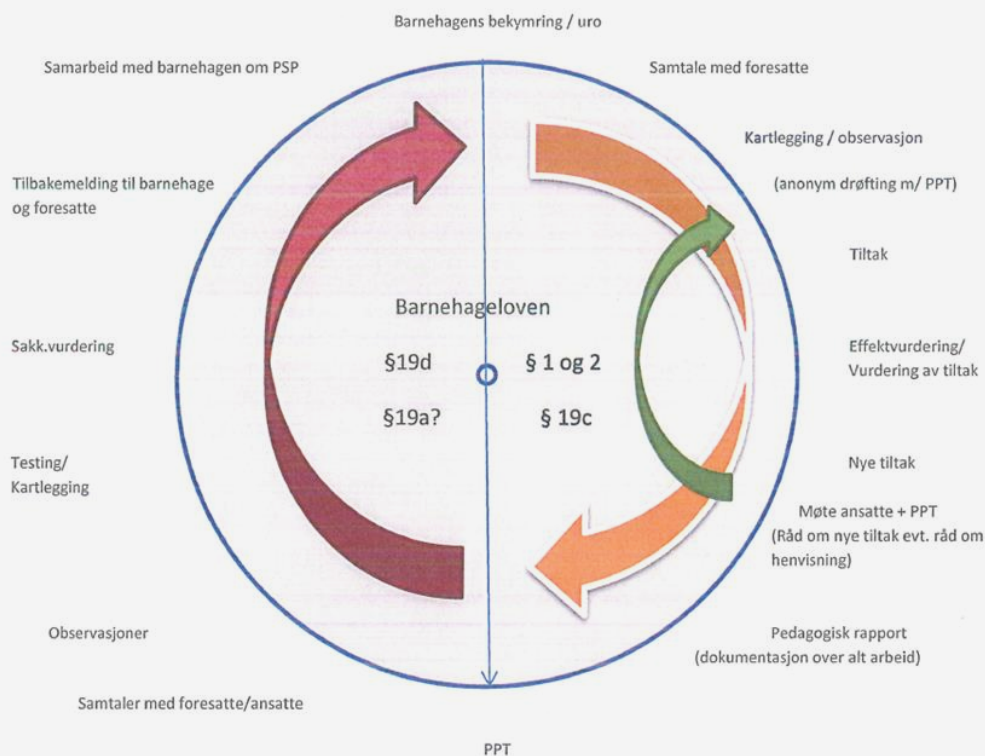 Barnehagens bekymring / uro
Samtale med foresatte
Kartlegging / observasjon
(anonym drøfting m/ PPT)
Tiltak
Effektvurdering/
Vurdering av tiltak
Nye tiltak
Møte ansatte + PPT
(Råd om nye tiltak evt. råd om
henvisning)
Pedagogisk rapport
(dokumentasjon over alt arbeid)
PPT
Samtaler med foresatte/ansatte
Observasjoner
Testing/
Kartlegging
Sakk.vurdering
Tilbakemelding til barnehage
og foresatte
Samarbeid med barnehagen om PSP
Barnehageloven
§19d
§ 1 og 2
§19a?
§ 19c